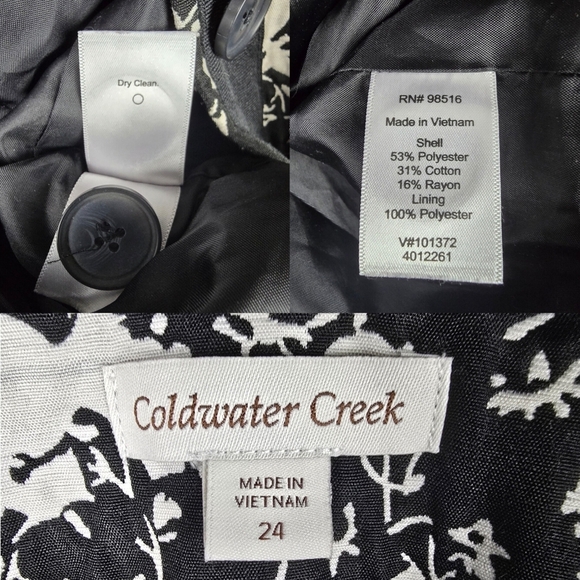 Dry Clean
RN# 98516
Made in Vietnam
Shell
53% Polyester
31% Cotton
16% Rayon
Lining
100% Polyester
V#101372
4012261
Coldwater Creek
MADE IN
VIETNAM
24